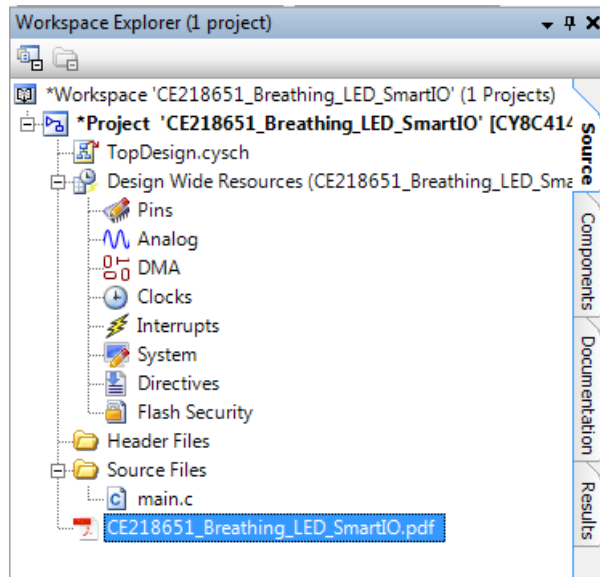 Workspace Explorer (1 project)
*Workspace 'CE218651_Breathing_LED_SmartIO' (1 Projects)
*Project 'CE218651_Breathing_LED_SmartIO' [CY8C414
TopDesign.cysch
Design Wide Resources (CE218651_Breathing_LED_Sma
Pins
Analog
DMA
Clocks
Interrupts
System
Directives
Flash Security
Header Files
Source Files
main.c
CE218651_Breathing_LED_SmartIO.pdf
Source
Components
Documentation
Results